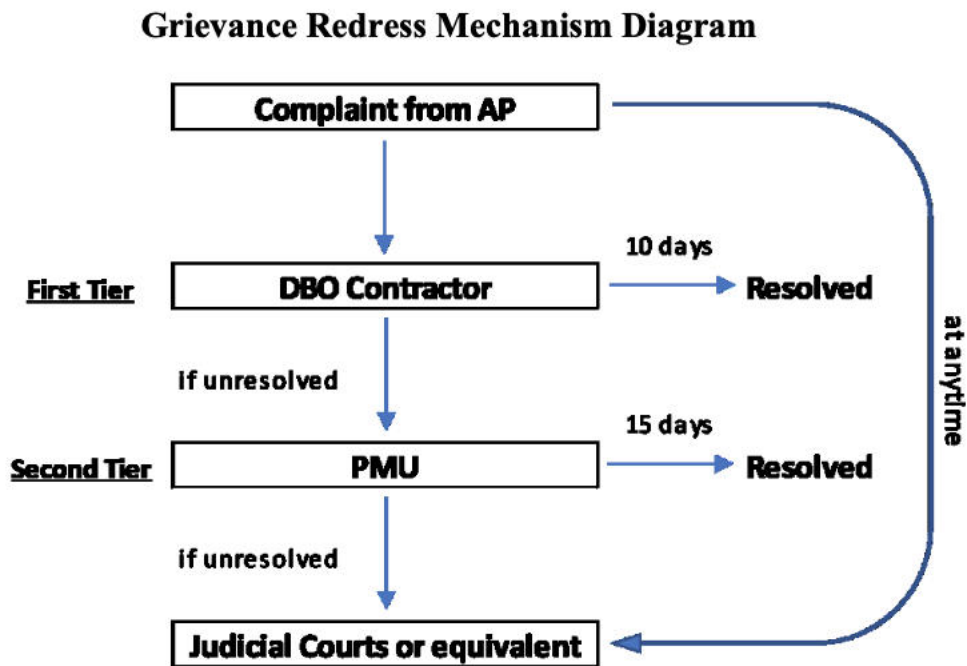 Grievance Redress Mechanism Diagram
Complaint from AP
10 days
First Tier
DBO Contractor
Resolved
at anytime
if unresolved
15 days
Second Tier
PMU
Resolved
if unresolved
Judicial Courts or equivalent